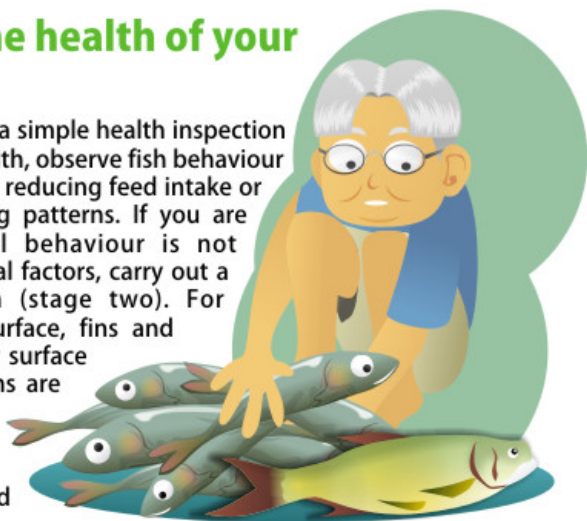 e health of your
a simple health inspection
th, observe fish behaviour
reducing feed intake or
g patterns. If you are
l behaviour is not
al factors, carry out a
(stage two). For
urface, fins and
surface
ns are
d